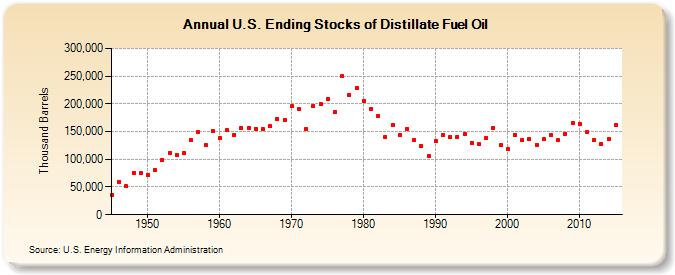 Annual U.S. Ending Stocks of Distillate Fuel Oil
Thousand Barrels
300,000
250,000
200,000
150,000
100,000
50,000
0
1950 1960 1970 1980 1990 2000 2010
Source: U.S. Energy Information Administration